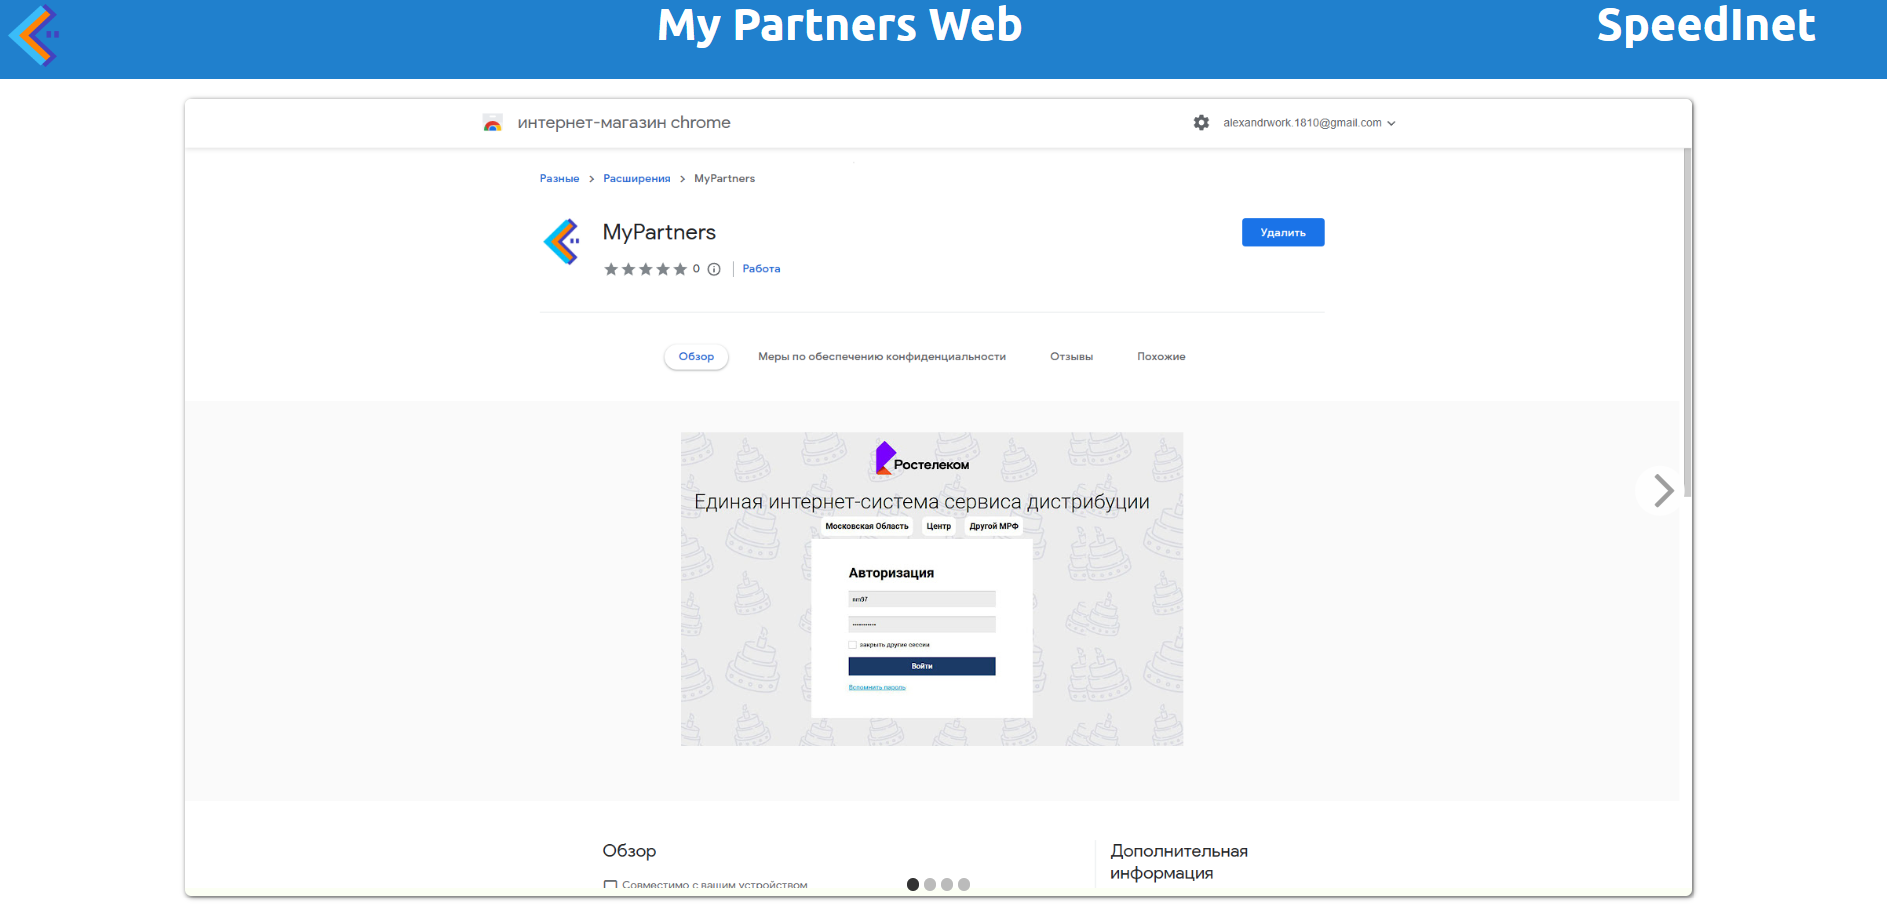 My Partners Web
SpeedInet
интернет-магазин chrome
alexandrwork.1810@gmail.com
Разные > Расширения > MyPartners
MyPartners
Удалить
0
Работа
Обзор
Меры по обеспечению конфиденциальности
Отзывы
Похожие
Ростелеком
Единая интернет-система сервиса дистрибуции
Московская Область
Центр
Другой МРФ
Авторизация
закрыть другие сессии
Войти
Вспомнить пароль
Обзор
Дополнительная
информация
Совместимо с вашим устройством